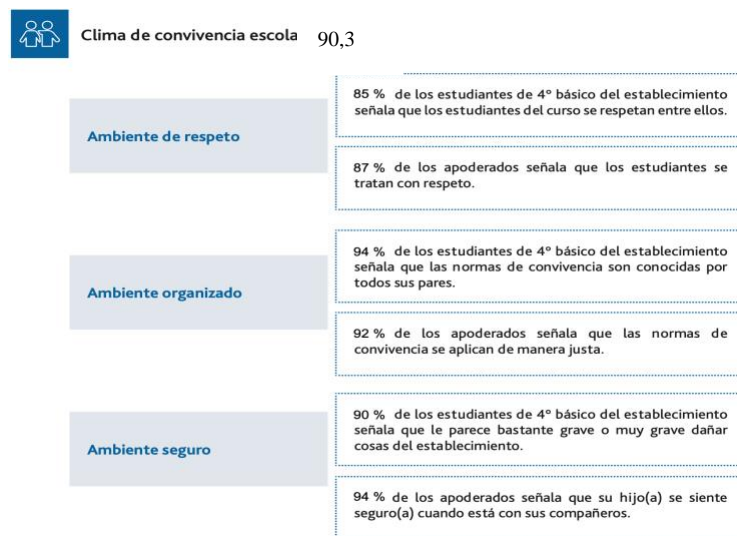 Clima de convivencia escola 90,3
Ambiente de respeto
85 % de los estudiantes de 4° básico del establecimiento
señala que los estudiantes del curso se respetan entre ellos.
87 % de los apoderados señala que los estudiantes se
tratan con respeto.
Ambiente organizado
94 % de los estudiantes de 4° básico del establecimiento
señala que las normas de convivencia son conocidas por
todos sus pares.
92 % de los apoderados señala que las normas de
convivencia se aplican de manera justa.
Ambiente seguro
90 % de los estudiantes de 4° básico del establecimiento
señala que le parece bastante grave o muy grave dañar
cosas del establecimiento.
94 % de los apoderados señala que su hijo(a) se siente
seguro(a) cuando está con sus compañeros.